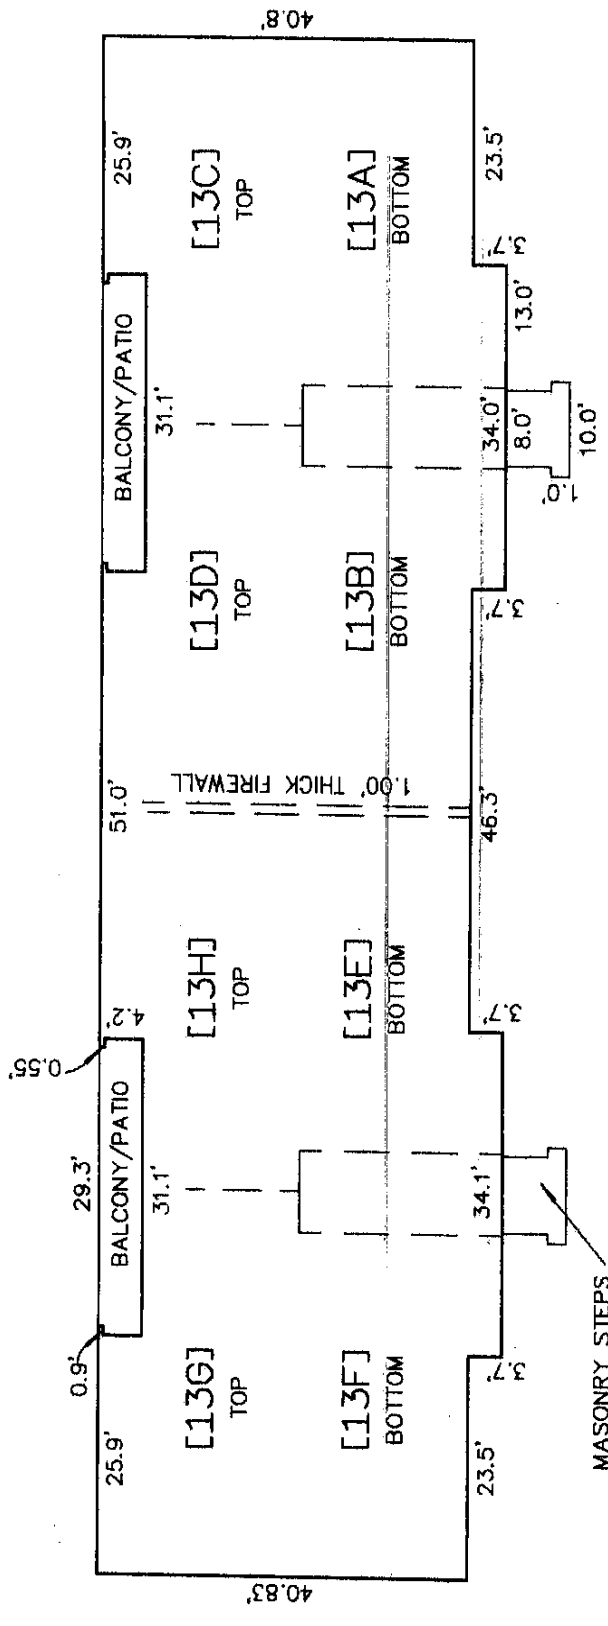 25.9'
0.9'
29.3'
0.55'
4.2'
51.0'
25.9'
BALCONY/PATIO
31.1'
BALCONY/PATIO
31.1'
40.83'
[13G]
TOP
[13H]
TOP
1.00' THICK FIREWALL
[13D]
TOP
[13C]
TOP
40.8'
[13F]
BOTTOM
[13E]
BOTTOM
[13B]
BOTTOM
[13A]
BOTTOM
23.5'
3.7'
34.1'
3.7'
46.3'
3.7'
34.0'
8.0'
13.0'
3.7'
23.5'
1.0'
10.0'
MASONRY STEPS